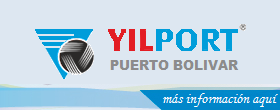 YILPORT®
PUERTO BOLIVAR
más información aquí